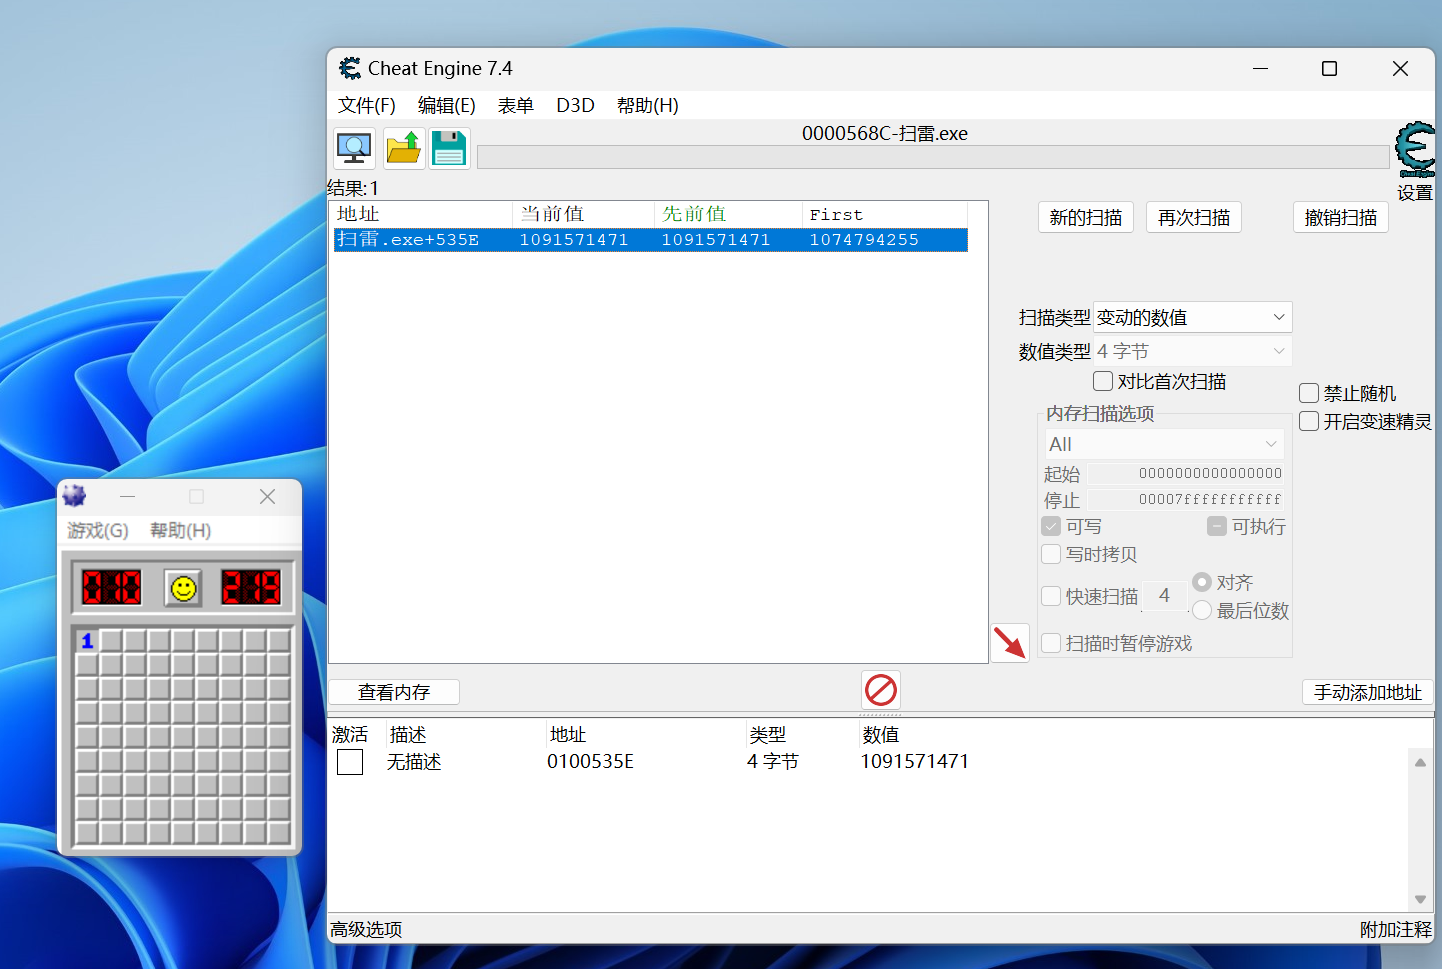 Cheat Engine 7.4
文件(F) 编辑(E) 表单 D3D 帮助(H)
0000568C-扫雷.exe
Cheat Engine
设置
结果:1
地址 当前值 先前值 First
扫雷.exe+535E 1091571471 1091571471 1074794255
新的扫描 再次扫描 撤销扫描
扫描类型 变动的数值
数值类型 4 字节
对比首次扫描
禁止随机
开启变速精灵
内存扫描选项
All
起始 0000000000000000
停止 00007fffffffffff
可写 可执行
写时拷贝
快速扫描 4 对齐
最后位数
扫描时暂停游戏
查看内存 手动添加地址
激活 描述 地址 类型 数值
无描述 0100535E 4 字节 1091571471
高级选项 附加注释
游戏(G) 帮助(H)
010 213
1